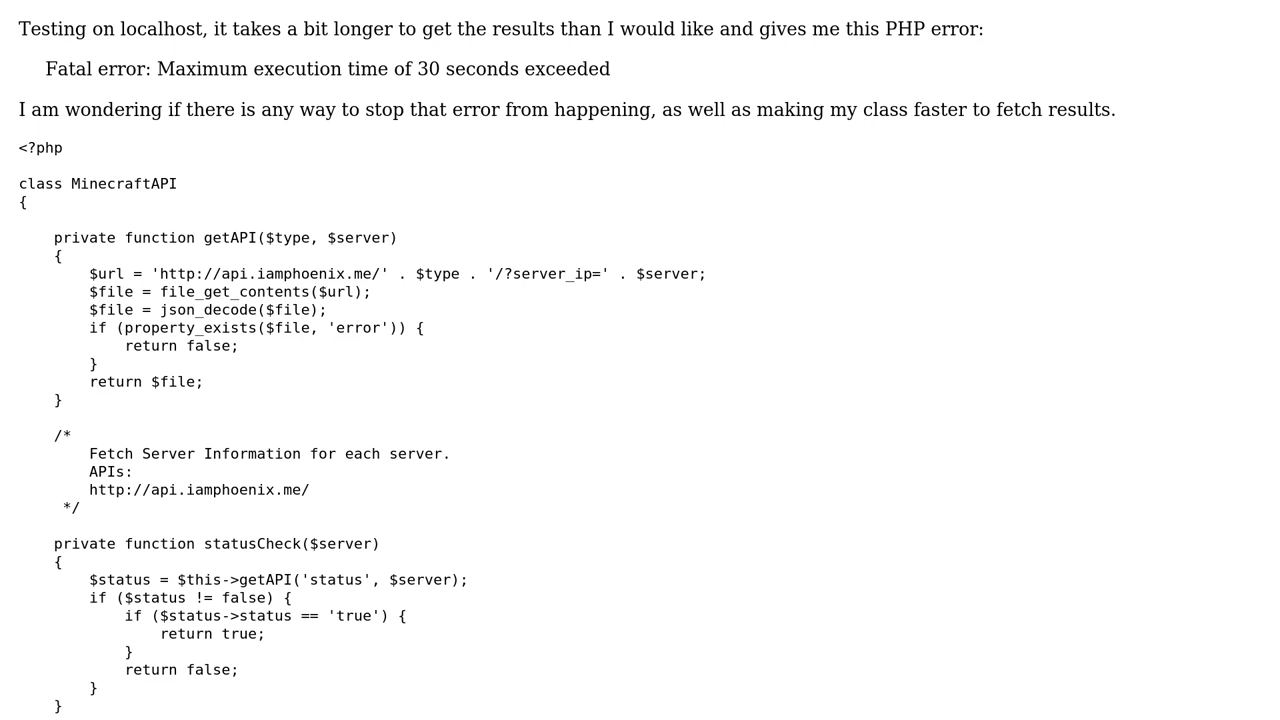 Testing on localhost, it takes a bit longer to get the results than I would like and gives me this PHP error:
Fatal error: Maximum execution time of 30 seconds exceeded
I am wondering if there is any way to stop that error from happening, as well as making my class faster to fetch results.
<?php
class MinecraftAPI
{
    private function getAPI($type, $server)
    {
        $url = 'http://api.iamphoenix.me/' . $type . '/?server_ip=' . $server;
        $file = file_get_contents($url);
        $file = json_decode($file);
        if (property_exists($file, 'error')) {
            return false;
        }
        return $file;
    }
    /*
        Fetch Server Information for each server.
        APIs:
        http://api.iamphoenix.me/
     */
    private function statusCheck($server)
    {
        $status = $this->getAPI('status', $server);
        if ($status != false) {
            if ($status->status == 'true') {
                return true;
            }
            return false;
        }
    }